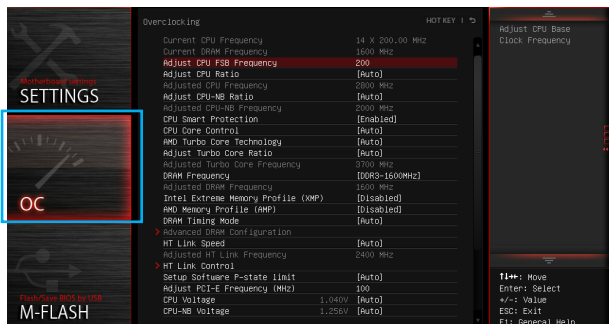 Overclocking
HOT KEY
Current CPU Frequency 14 X 200.00 MHz
Current DRAM Frequency 1600 MHz
Adjust CPU FSB Frequency 200
Adjust CPU Ratio [Auto]
Adjusted CPU Frequency 2800 MHz
Adjust CPU-NB Ratio [Auto]
Adjusted CPU-NB Frequency 2000 MHz
CPU Smart Protection [Enabled]
CPU Core Control [Auto]
AMD Turbo Core Technology [Auto]
Adjust Turbo Core Ratio [Auto]
Adjusted Turbo Core Frequency 3700 MHz
DRAM Frequency [DDR3-1600MHz]
Adjusted DRAM Frequency 1600 MHz
Intel Extreme Memory Profile (XMP) [Disabled]
AMD Memory Profile (AMP) [Disabled]
DRAM Timing Mode [Auto]
> Advanced DRAM Configuration
HT Link Speed [Auto]
Adjusted HT Link Frequency 2400 MHz
> HT Link Control
Setup Software P-state limit [Auto]
Adjust PCI-E Frequency (MHz) 100
CPU Voltage 1.040V [Auto]
CPU-NB Voltage 1.256V [Auto]
Motherboard settings
SETTINGS
OC
Flash/Save BIOS by USB
M-FLASH
Adjust CPU Base
Clock Frequency
↑↓→←: Move
Enter: Select
+/-: Value
ESC: Exit
F1: General Help